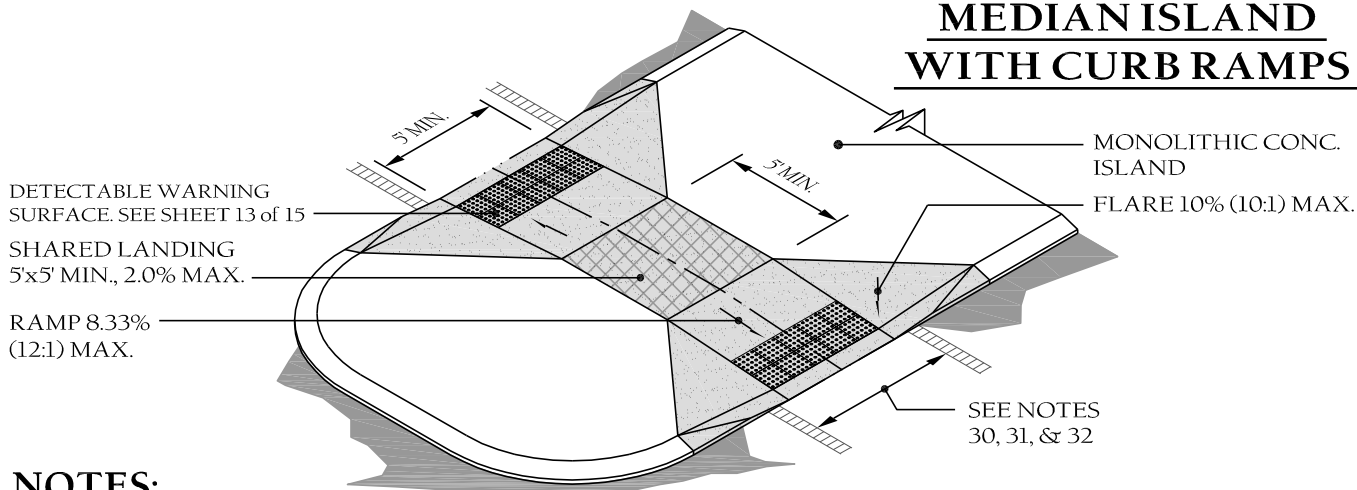 MEDIAN ISLAND
WITH CURB RAMPS
5' MIN.
5' MIN.
MONOLITHIC CONC.
ISLAND
FLARE 10% (10:1) MAX.
DETECTABLE WARNING
SURFACE. SEE SHEET 13 of 15
SHARED LANDING
5'x5' MIN., 2.0% MAX.
RAMP 8.33%
(12:1) MAX.
SEE NOTES
30, 31, & 32
NOTES: